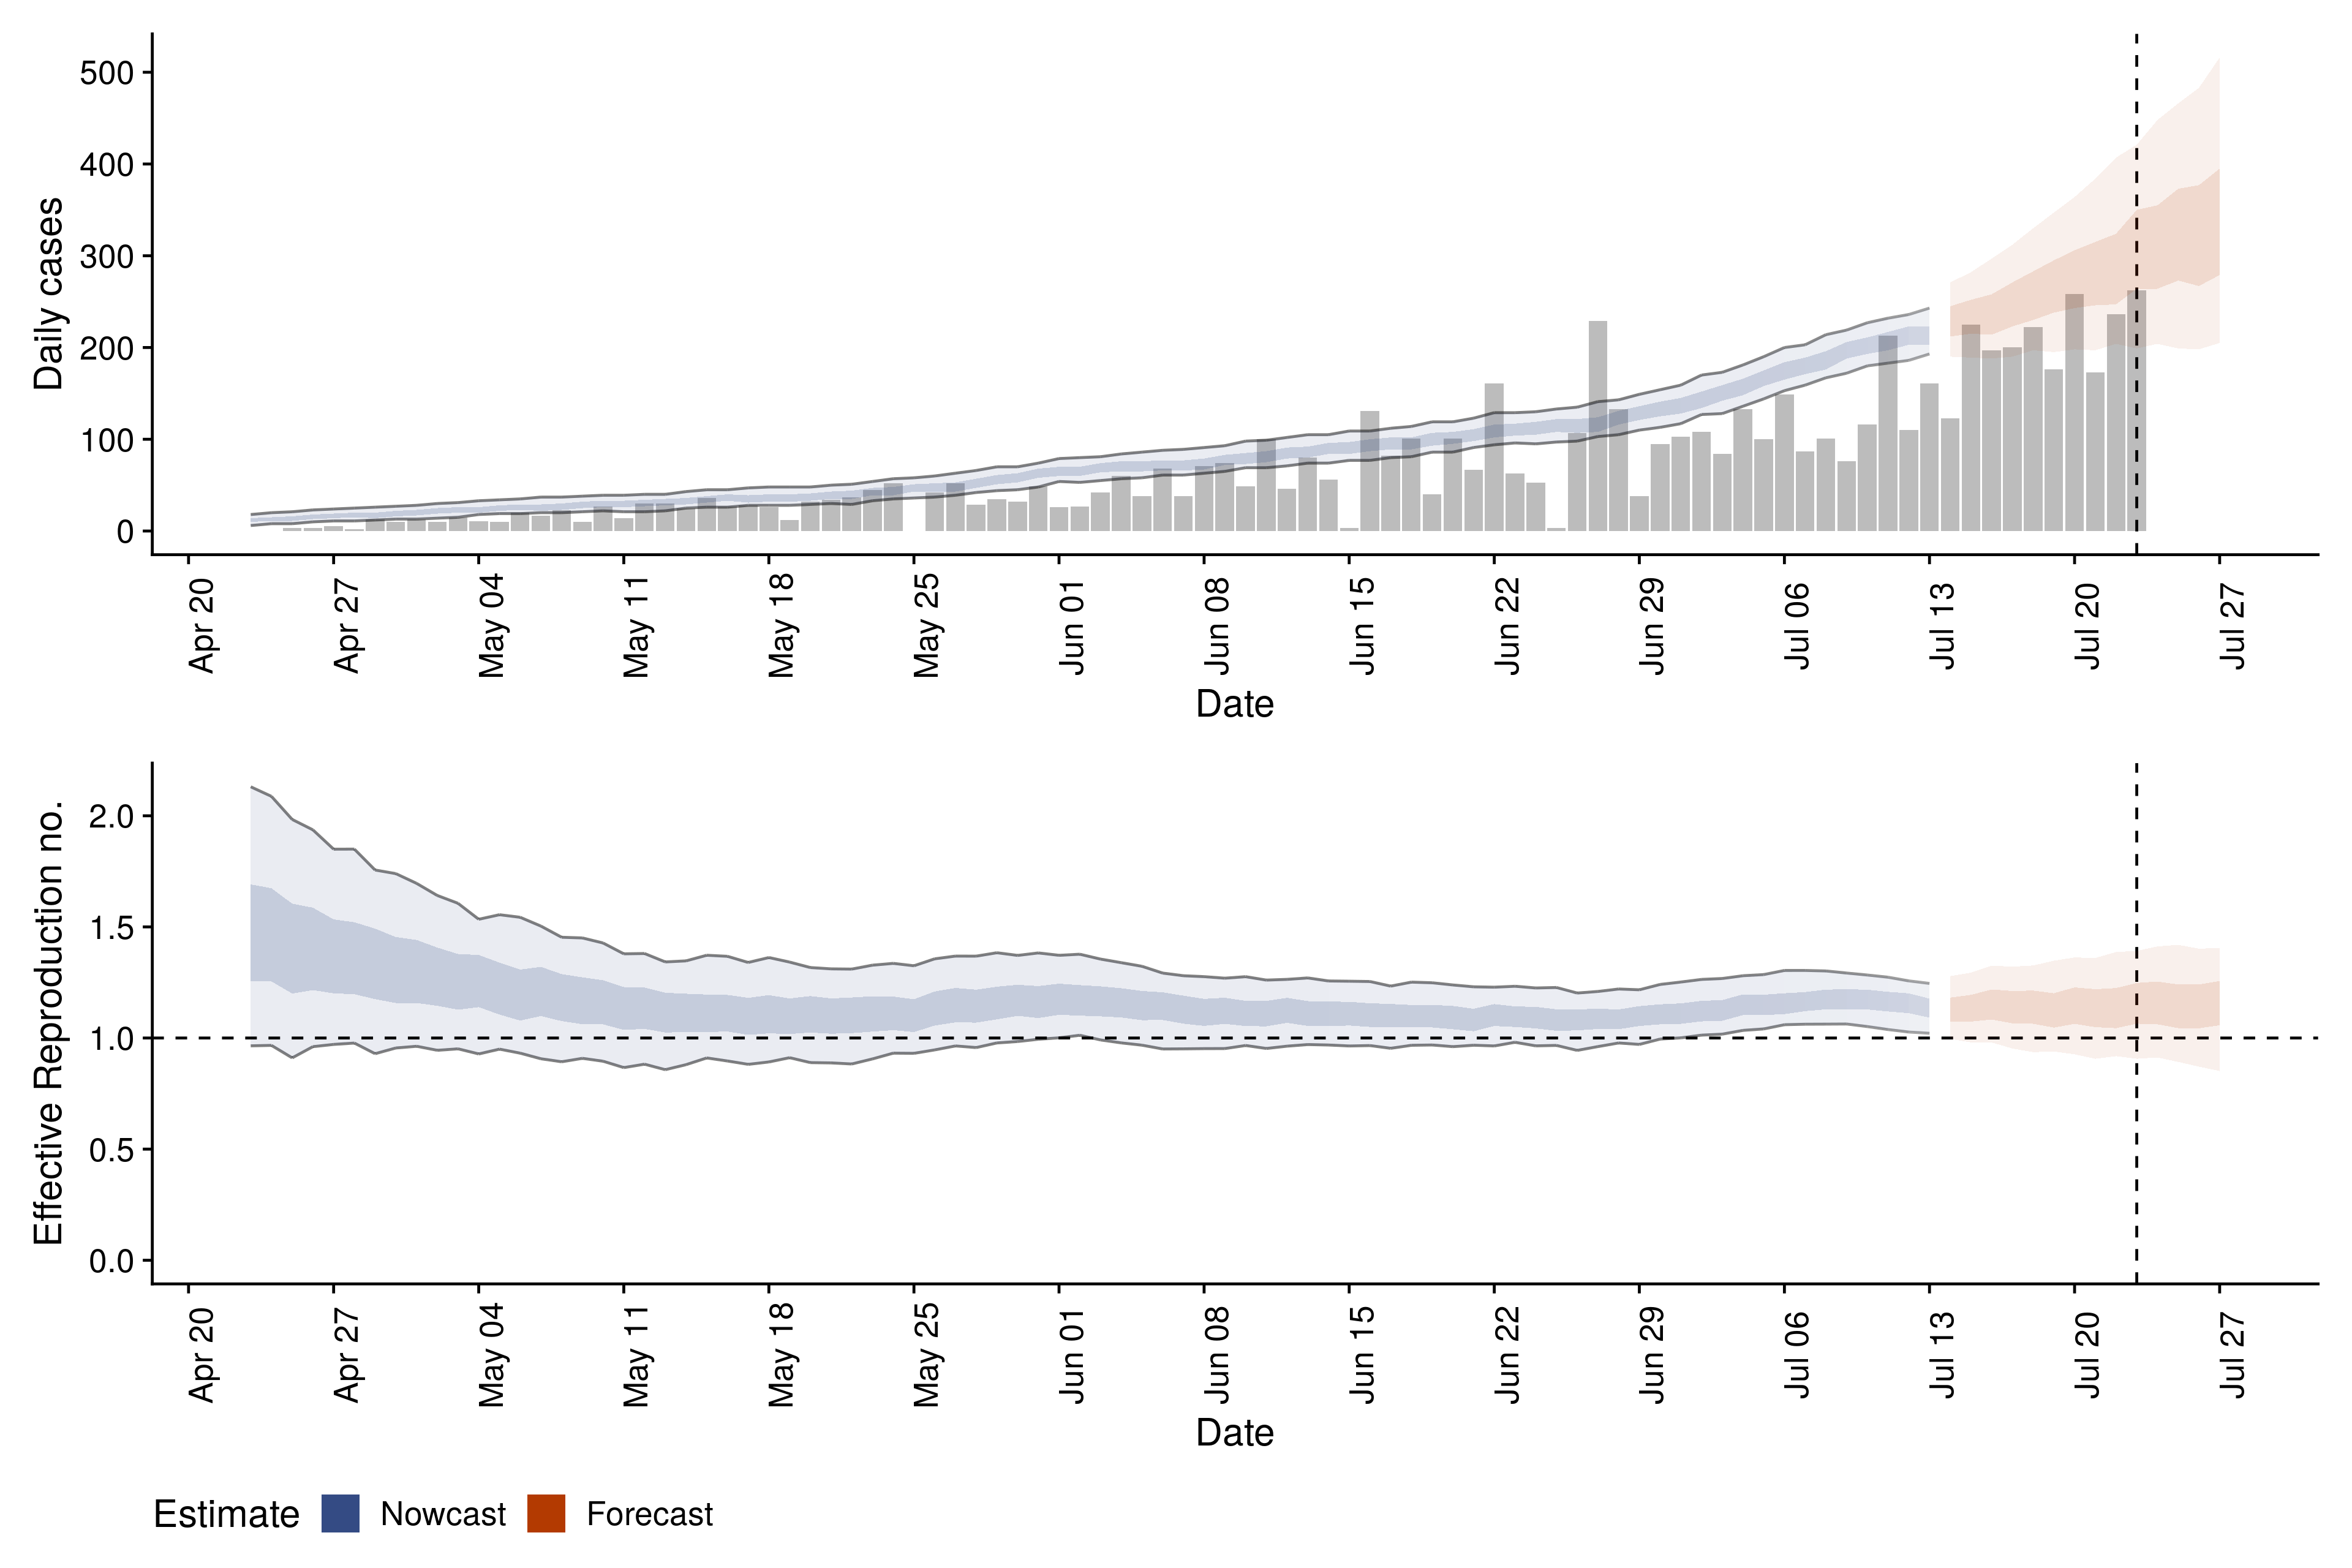 Daily cases
500
400
300
200
100
0
Apr 20
Apr 27
May 04
May 11
May 18
May 25
Jun 01
Jun 08
Jun 15
Jun 22
Jun 29
Jul 06
Jul 13
Jul 20
Jul 27
Date
Effective Reproduction no.
2.0
1.5
1.0
0.5
0.0
Apr 20
Apr 27
May 04
May 11
May 18
May 25
Jun 01
Jun 08
Jun 15
Jun 22
Jun 29
Jul 06
Jul 13
Jul 20
Jul 27
Date
Estimate Nowcast Forecast